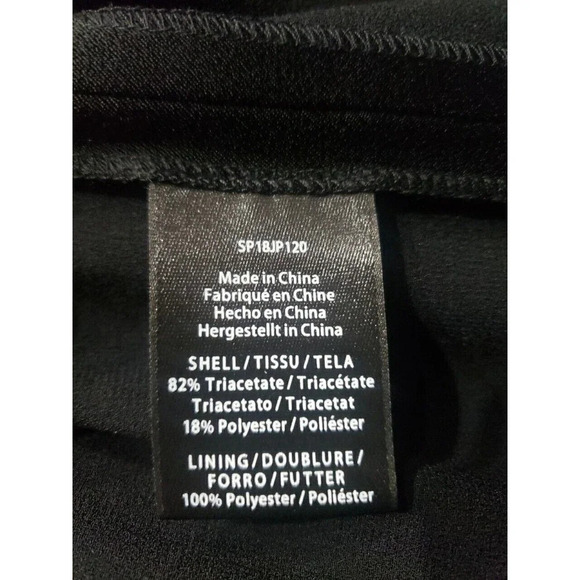 SP18JP120
Made in China
Fabriqué en Chine
Hecho en China
Hergestellt in China
SHELL/TISSU/TELA
82% Triacetate/Triacétate
Triacetato/Triacetat
18% Polyester/Poliéster
LINING/DOUBLURE/
FORRO/FUTTER
100% Polyester/Poliéster